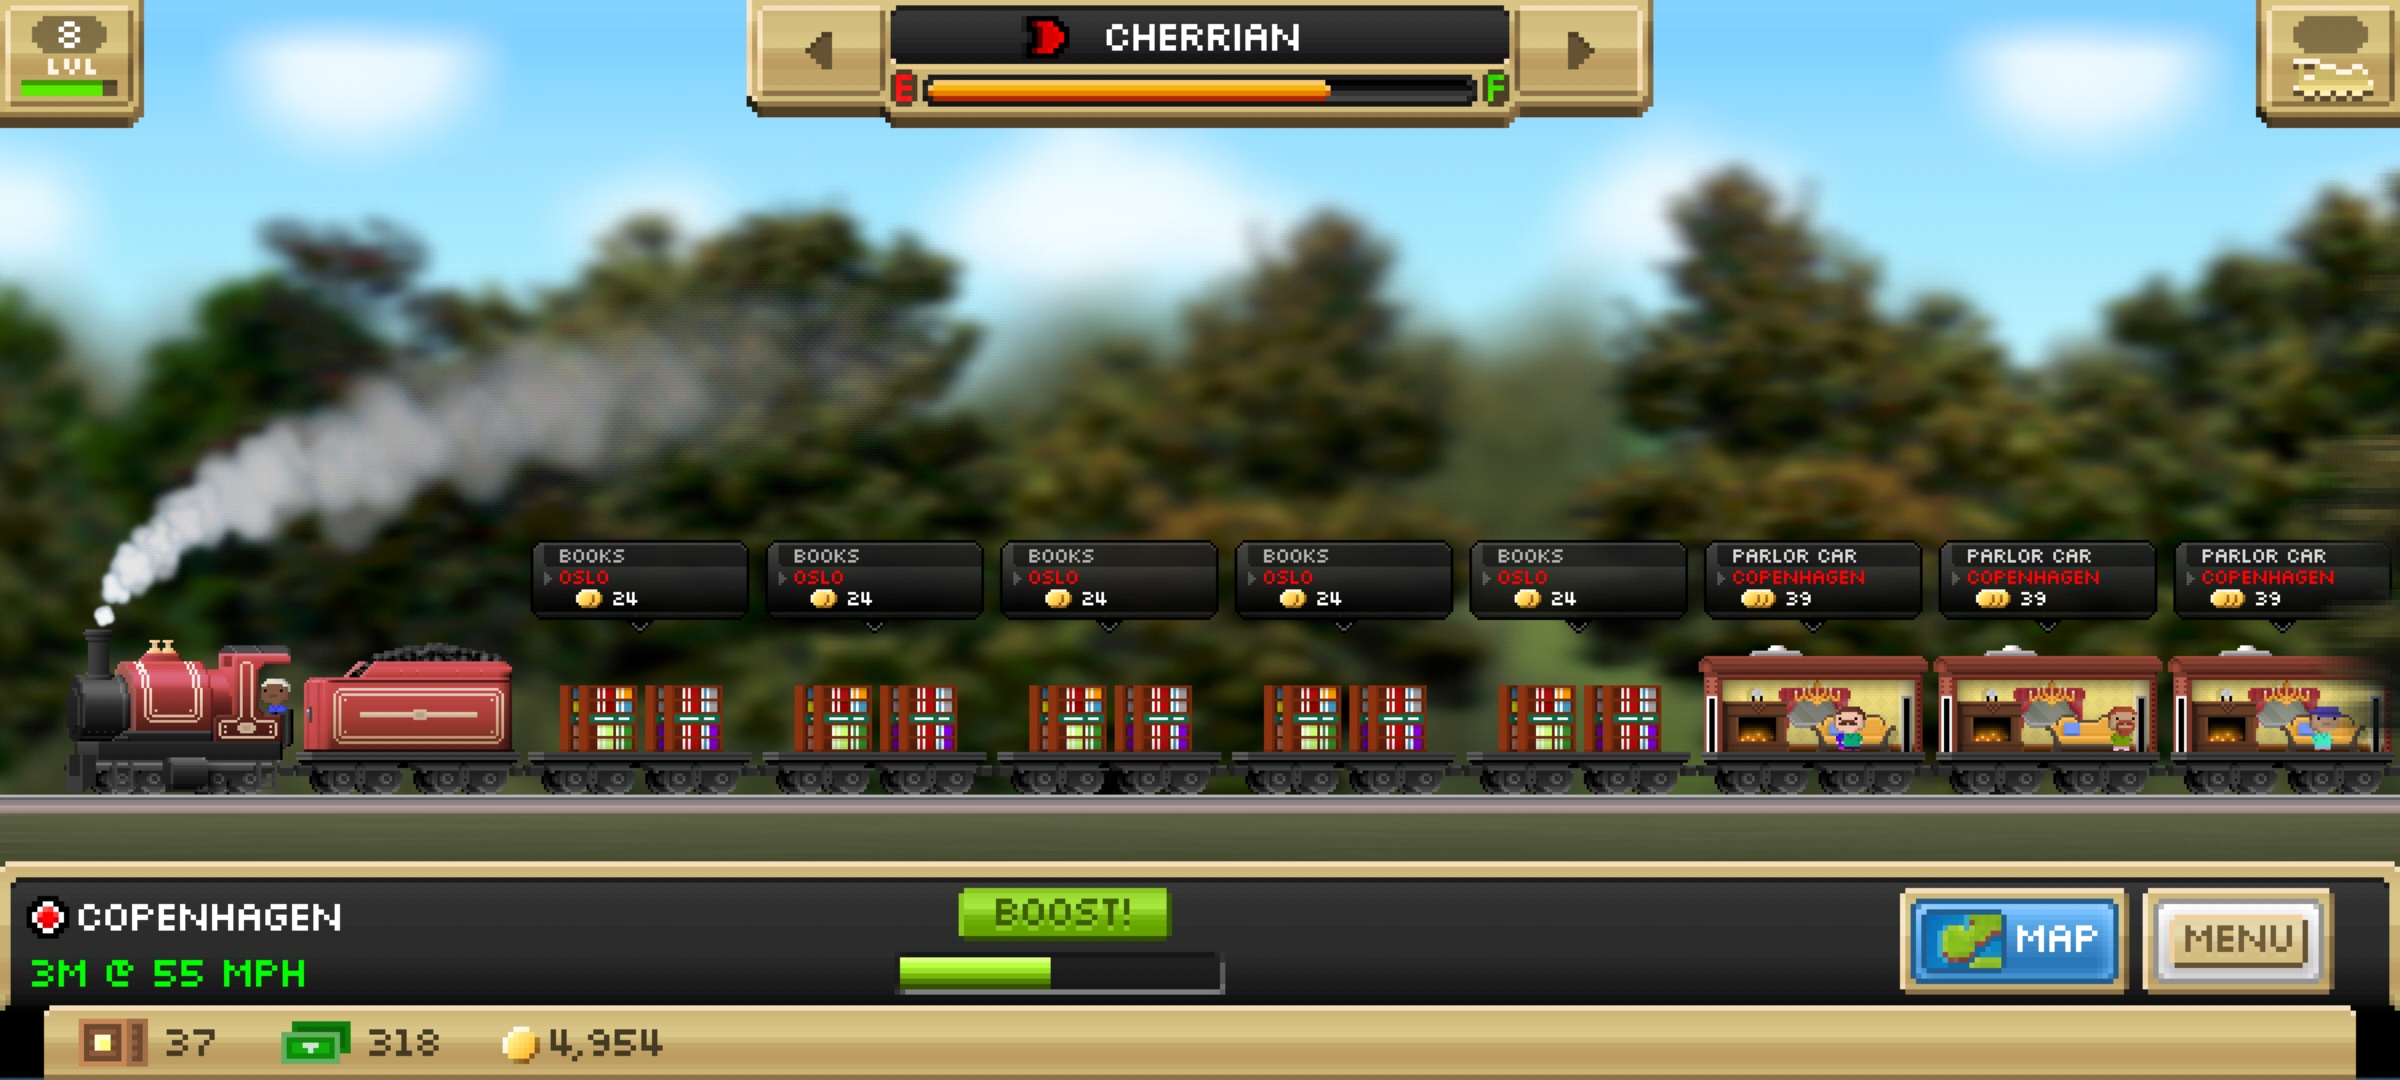 8
LVL
CHERRIAN
E F
BOOKS
OSLO
24
BOOKS
OSLO
24
BOOKS
OSLO
24
BOOKS
OSLO
24
BOOKS
OSLO
24
PARLOR CAR
COPENHAGEN
39
PARLOR CAR
COPENHAGEN
39
PARLOR CAR
COPENHAGEN
39
COPENHAGEN
3M @ 55 MPH
BOOST!
MAP
MENU
37
318
4,954